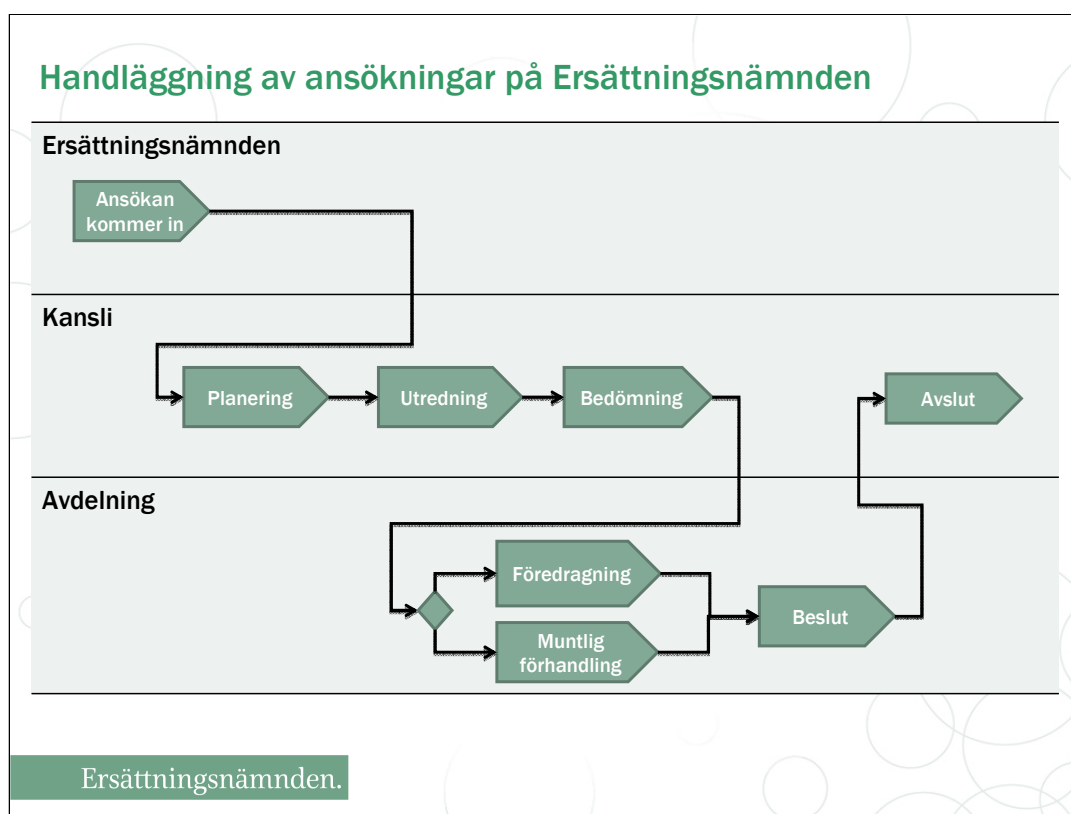 Handläggning av ansökningar på Ersättningsnämnden
Ersättningsnämnden
Ansökan
kommer in
Kansli
Planering
Utredning
Bedömning
Avslut
Avdelning
Föredragning
Muntlig
förhandling
Beslut
Ersättningsnämnden.